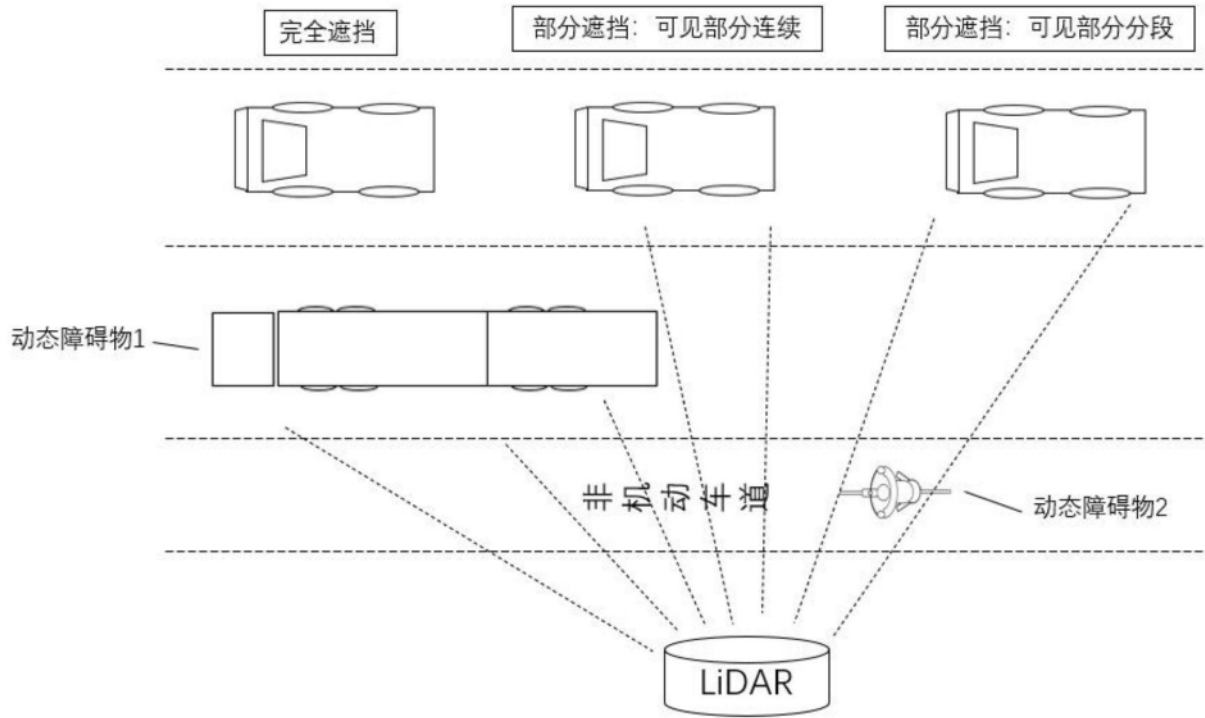 完全遮挡
部分遮挡：可见部分连续
部分遮挡：可见部分分段
动态障碍物1
非机动车道
动态障碍物2
LiDAR